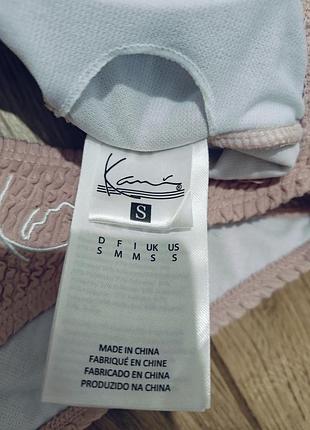 Kani®
S
D F I UK US
S M M S S
MADE IN CHINA
FABRIQUÉ EN CHINE
FABRICADO EN CHINA
PRODUZIDO NA CHINA